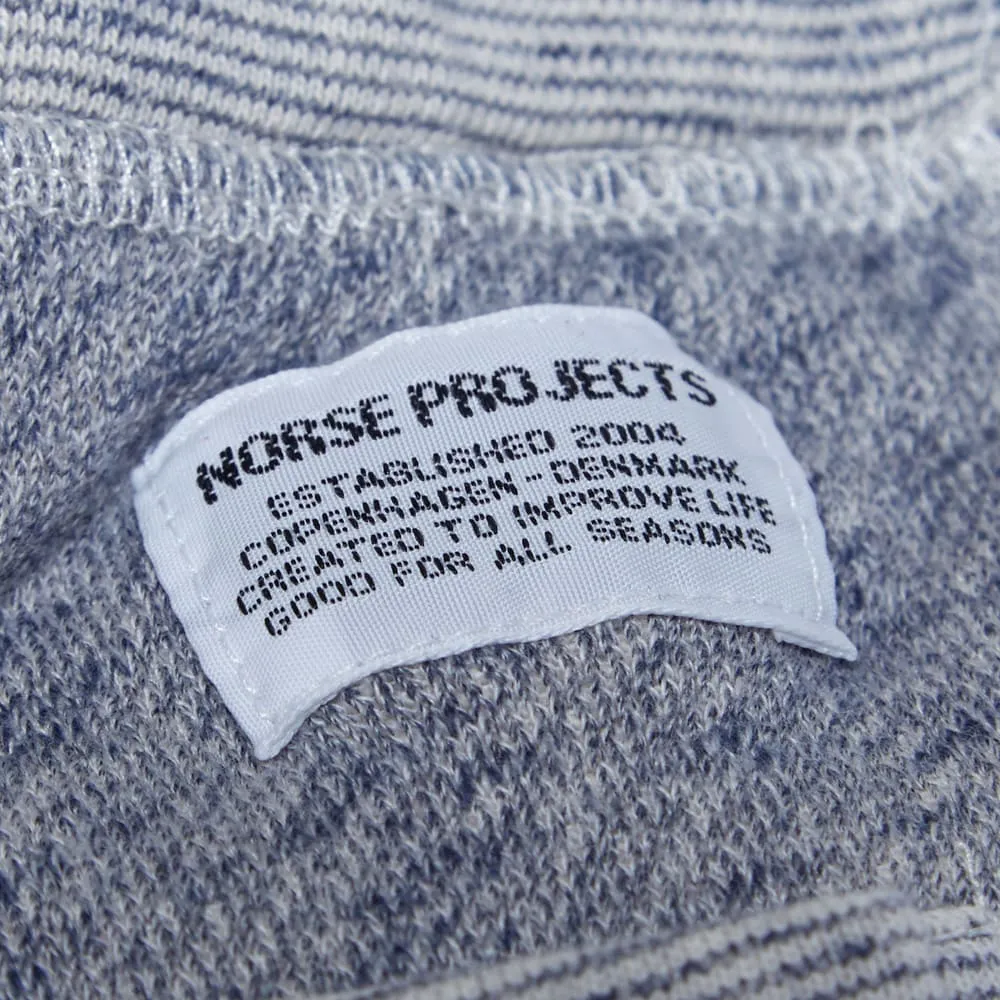 NORSE PROJECTS
ESTABLISHED 2004
COPENHAGEN - DENMARK
CREATED TO IMPROVE LIFE
GOOD FOR ALL SEASONS